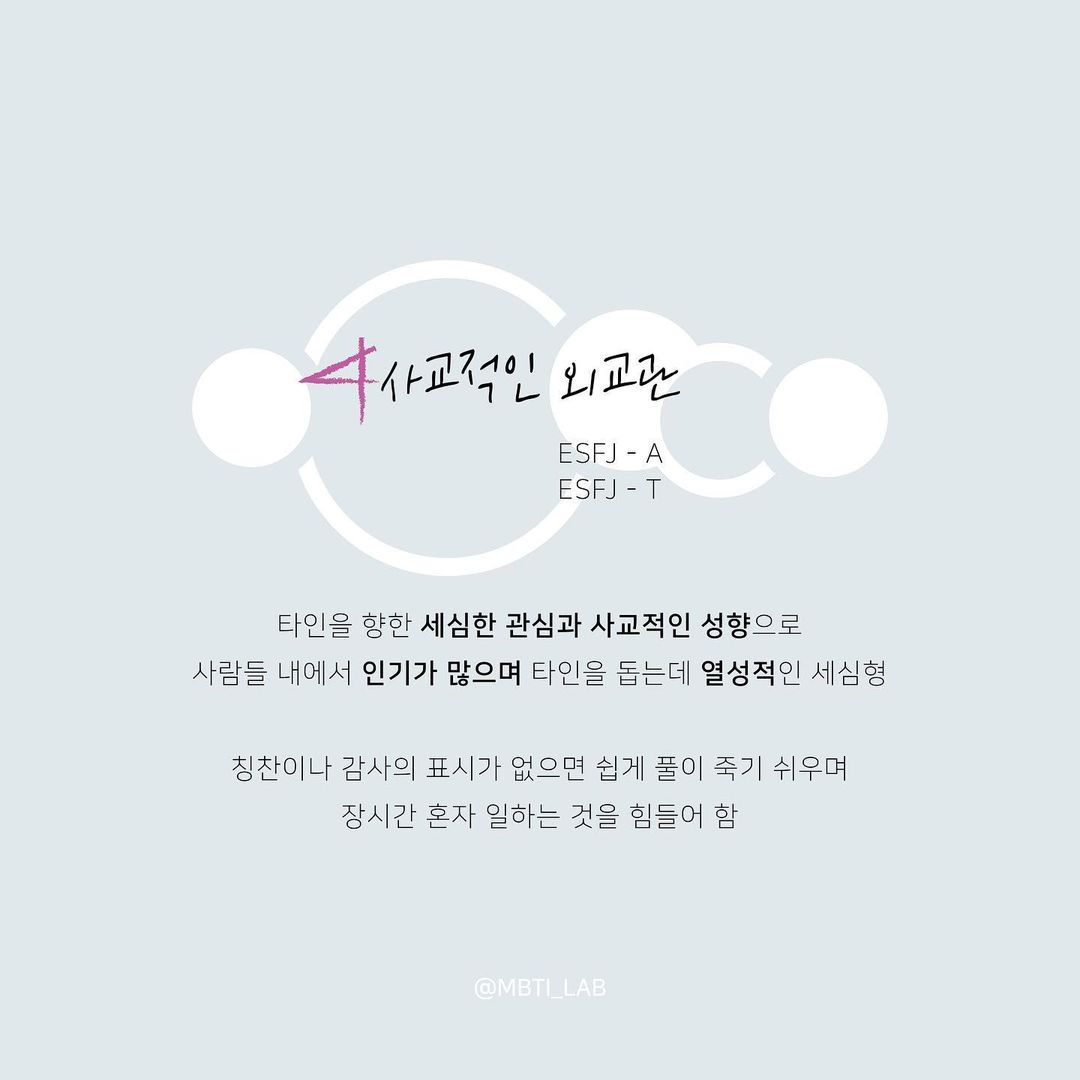 4 사교적인 외교관
ESFJ - A
ESFJ - T
타인을 향한 세심한 관심과 사교적인 성향으로
사람들 내에서 인기가 많으며 타인을 돕는데 열성적인 세심형
칭찬이나 감사의 표시가 없으면 쉽게 풀이 죽기 쉬우며
장시간 혼자 일하는 것을 힘들어 함
@MBTI_LAB